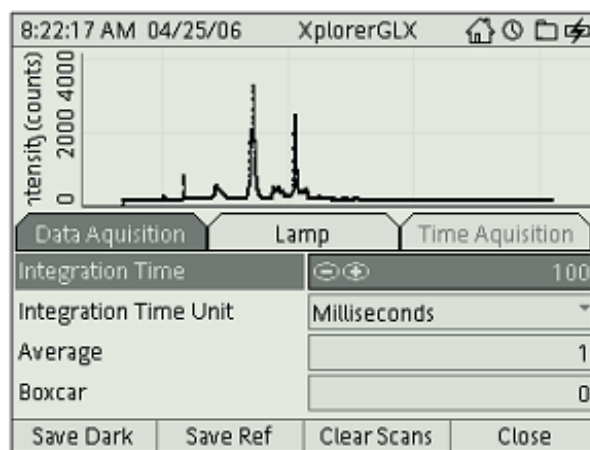 8:22:17 AM 04/25/06 XplorerGLX
ntensity (counts)
4000
2000
0
Data Aquisition Lamp Time Aquisition
Integration Time 100
Integration Time Unit Milliseconds
Average 1
Boxcar 0
Save Dark Save Ref Clear Scans Close